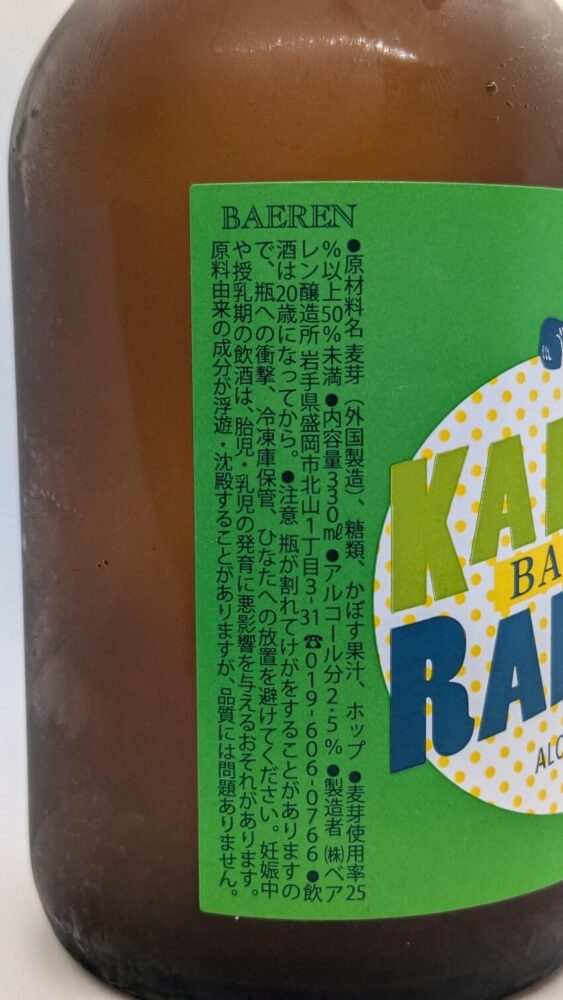 BAEREN
●原材料名 麦芽（外国製造）、糖類、かぼす果汁、ホップ ●麦芽使用率25
%以上50%未満 ●内容量330㎖ ●アルコール分2.5% ●製造者 ㈱ベア
レン醸造所 岩手県盛岡市北山1丁目3-31 ☎019-606-0766 ●飲
酒は20歳になってから。 ●注意 瓶が割れてけがをすることがありますの
で、瓶への衝撃、冷凍庫保管、ひなたへの放置を避けてください。妊娠中
や授乳期の飲酒は、胎児・乳児の発育に悪影響を与えるおそれがあります。
原料由来の成分が浮遊・沈殿することがありますが、品質には問題ありません。